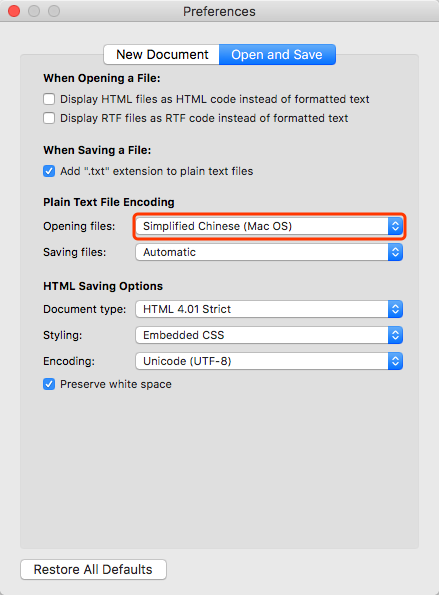 Preferences
New Document Open and Save
When Opening a File:
Display HTML files as HTML code instead of formatted text
Display RTF files as RTF code instead of formatted text
When Saving a File:
Add ".txt" extension to plain text files
Plain Text File Encoding
Opening files: Simplified Chinese (Mac OS)
Saving files: Automatic
HTML Saving Options
Document type: HTML 4.01 Strict
Styling: Embedded CSS
Encoding: Unicode (UTF-8)
Preserve white space
Restore All Defaults